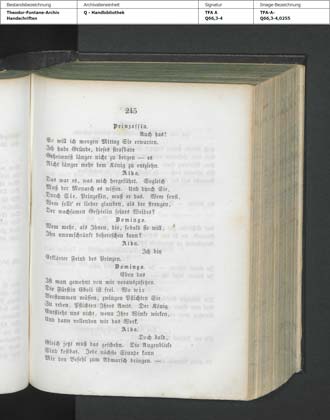 Bestandsbezeichnung
Theodor-Fontane-Archiv
Handschriften
Archivalieneinheit
Q - Handbibliothek
Signatur
TFA A
Q66,3-4
Image-Bezeichnung
TFA-A-
Q66,3-4,0255
245
Prinzessin.
Auch das!
So will ich morgen Mittag Sie erwarten.
Ich habe Gründe, dieses strafbare
Geheimniß länger nicht zu bergen — es
Nicht länger mehr dem König zu entziehn.
Alba.
Das war es, was mich hergeführt. Sogleich
Muß der Monarch es wissen. Und durch Sie,
Durch Sie, Prinzessin, muß er das. Wem sonst,
Wem sollt' er lieber glauben, als der strengen,
Der wachsamen Gespielin seines Weibes?
Domingo.
Wem mehr, als Ihnen, die, sobald sie will,
Ihn unumschränkt beherrschen kann?
Alba.
Ich bin
Erklärter Feind des Prinzen.
Domingo.
Eben das
Ist man gewohnt von mir vorauszusetzen.
Die Fürstin Eboli ist frei. Wo wir
Verstummen müssen, zwingen Pflichten Sie
Zu reden, Pflichten Ihres Amts. Der König
Entflieht uns nicht, wenn Ihre Winke wirken,
Und dann vollenden wir das Werk.
Alba.
Doch bald,
Gleich jetzt muß das geschehn. Die Augenblicke
Sind kostbar. Jede nächste Stunde kann
Mir den Befehl zum Abmarsch bringen. —